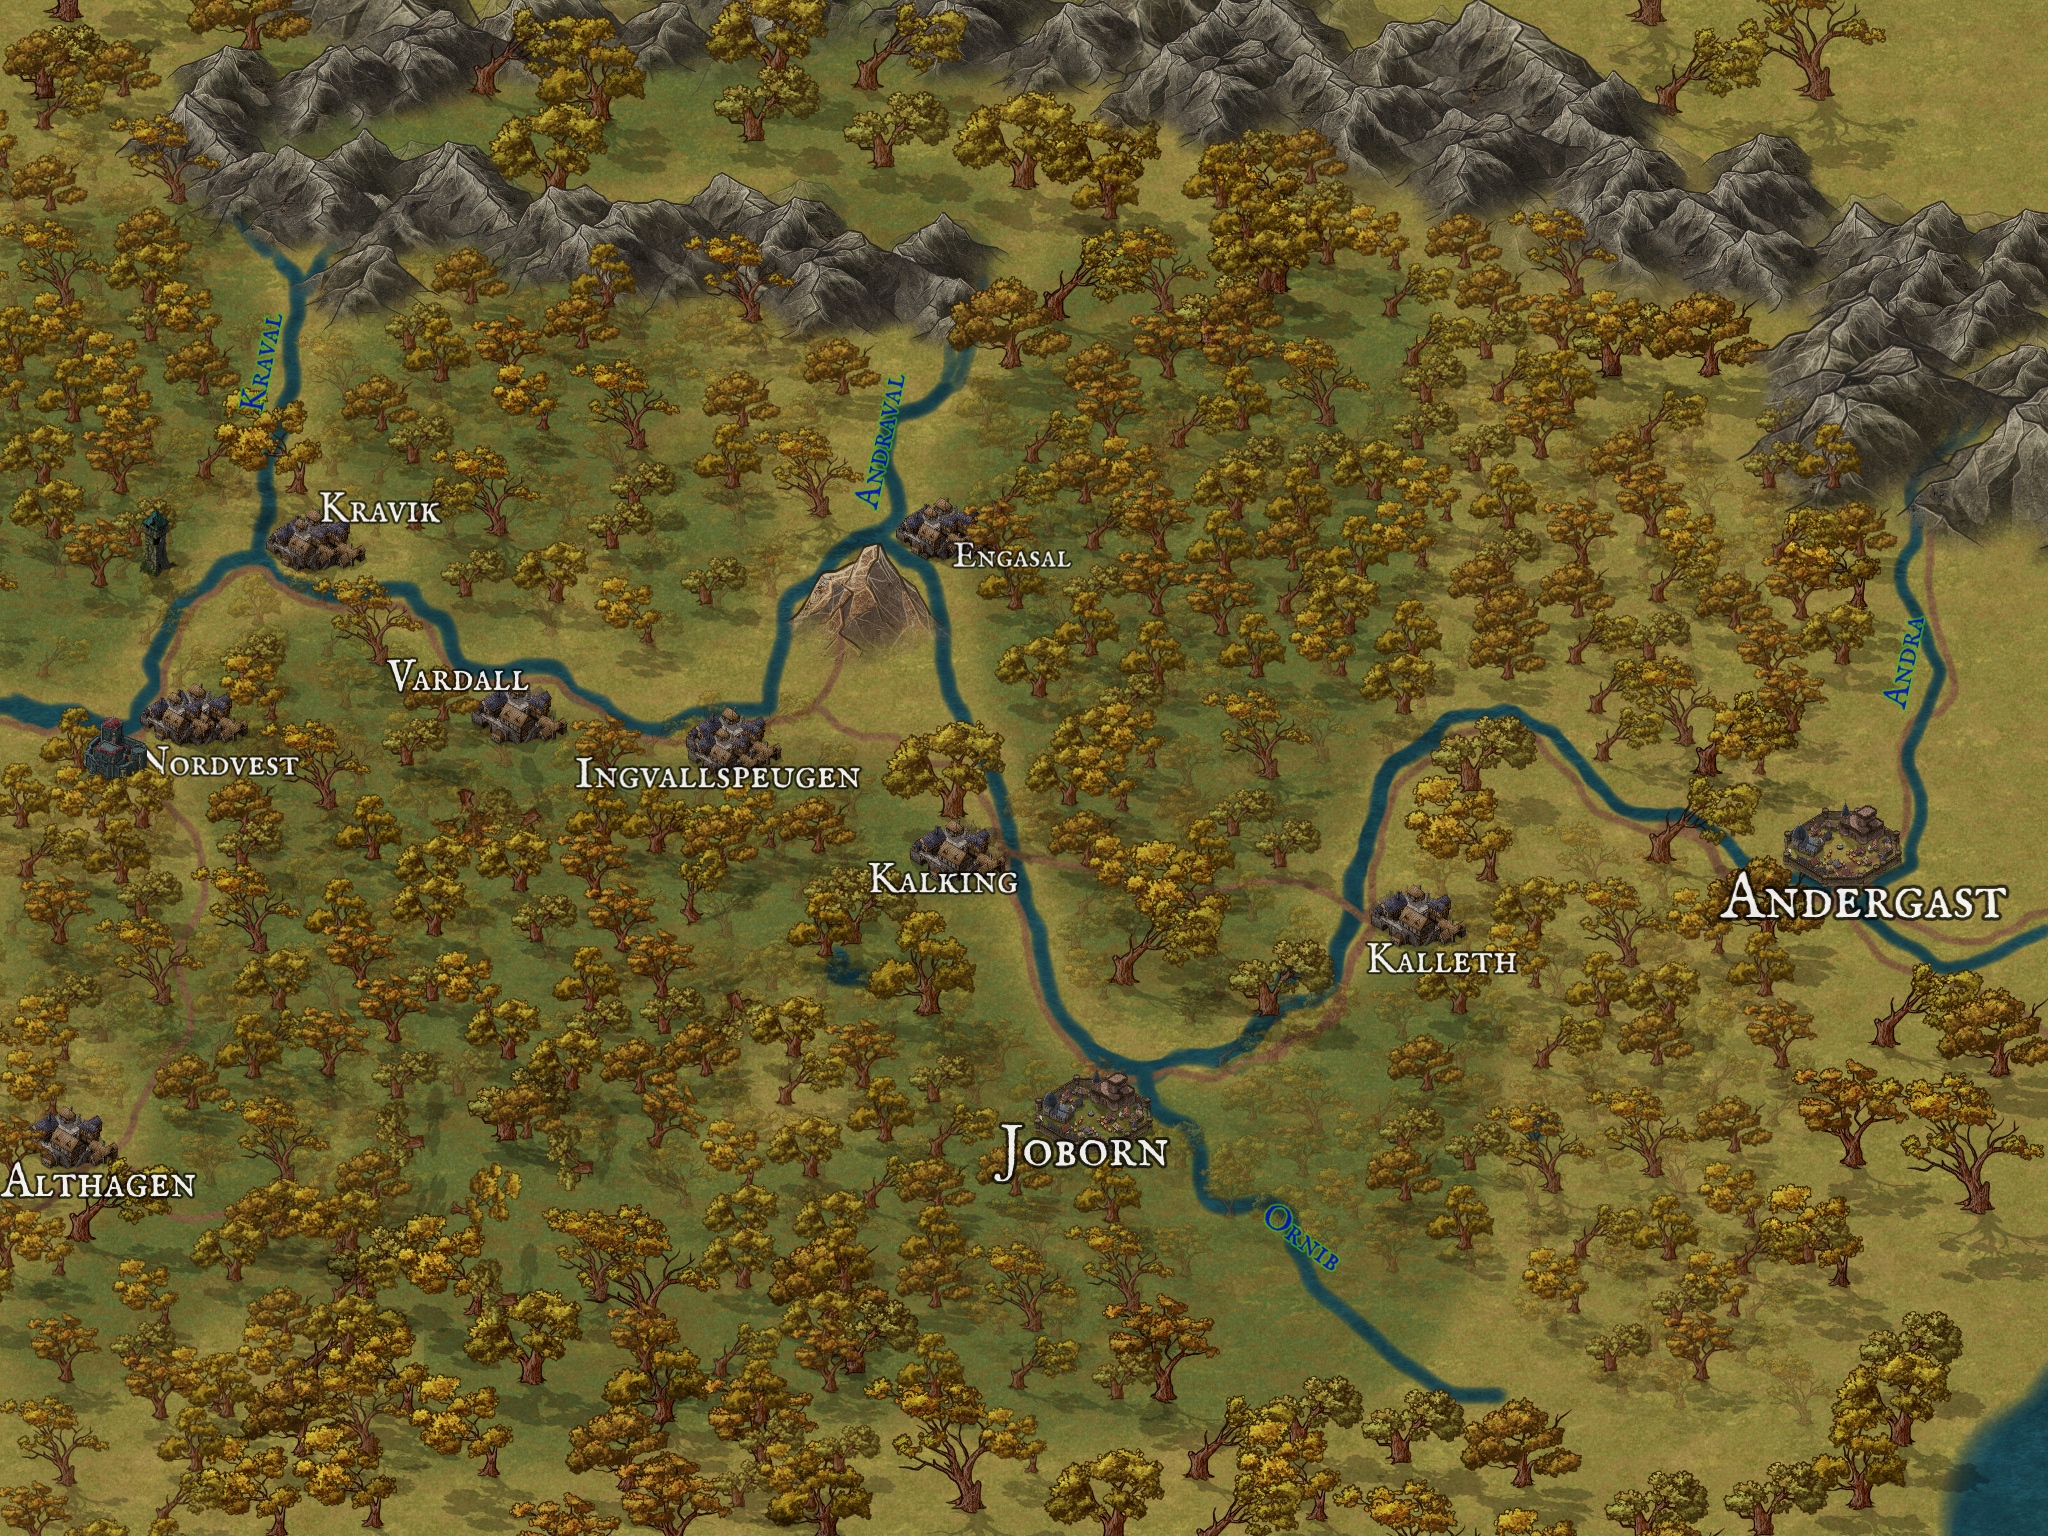 Kraval
Andraval
Kravik
Engasal
Andra
Vardall
Nordvest
Ingvallspeugen
Kalking
Andergast
Kalleth
Joborn
Althagen
Ornib